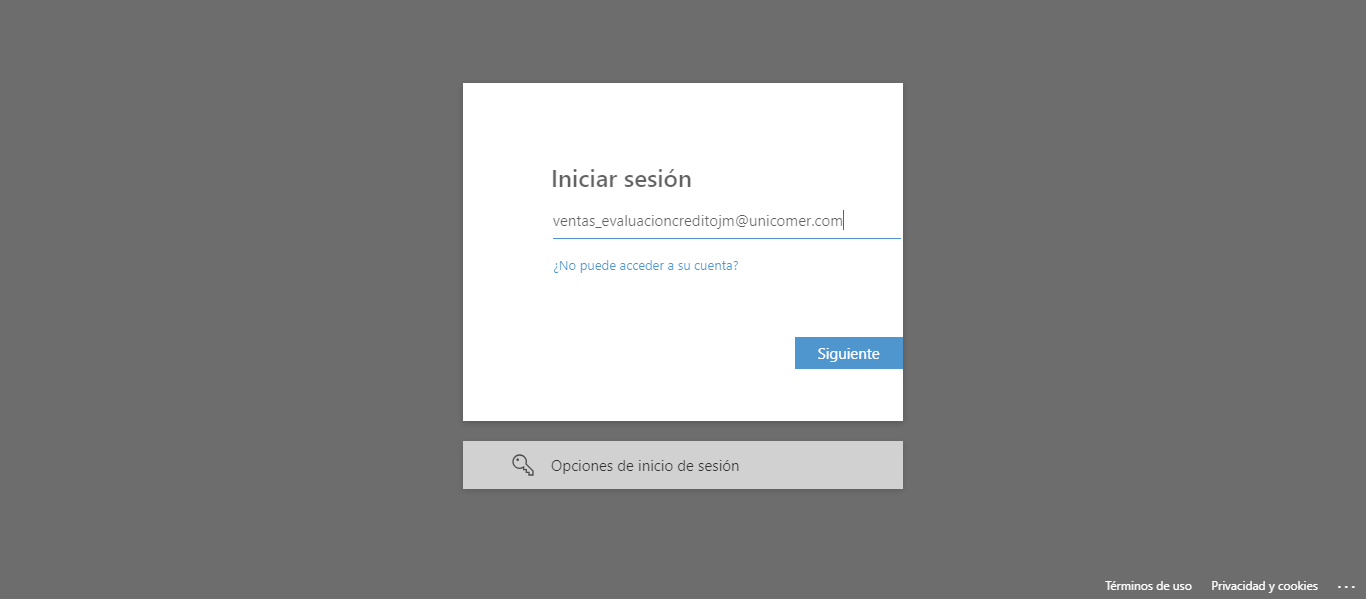 Iniciar sesión
ventas_evaluacioncreditojm@unicomer.com
¿No puede acceder a su cuenta?
Siguiente
Opciones de inicio de sesión
Términos de uso Privacidad y cookies ...